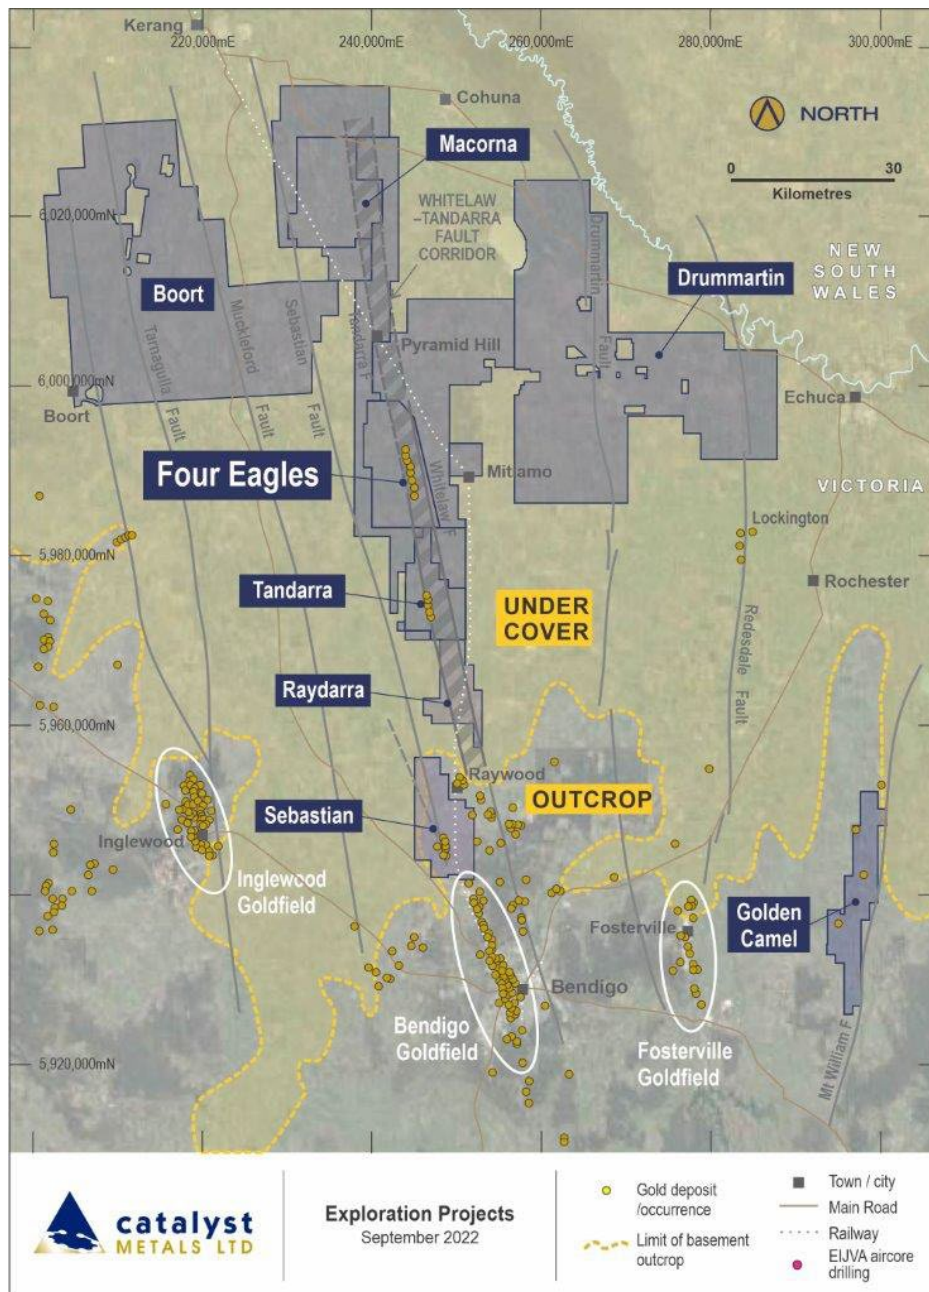 Kerang
220,000mE
240,000mE
260,000mE
280,000mE
300,000mE
Cohuna
NORTH
Macorna
0
30
Kilometres
6,020,000mN
WHITELAW
–TANDARRA
FAULT
CORRIDOR
Drummartin
Fault
NEW
SOUTH
WALES
Boort
Drummartin
Tarnagulla
Fault
Muckleford
Fault
Sebastian
Fault
Tandarra F
Pyramid Hill
6,000,000mN
Boort
Echuca
Four Eagles
Whitelaw F
Mitiamo
VICTORIA
Lockington
5,980,000mN
Rochester
Tandarra
UNDER
COVER
Redesdale
Fault
Raydarra
5,960,000mN
Raywood
OUTCROP
Sebastian
Inglewood
Inglewood
Goldfield
Fosterville
Golden
Camel
Bendigo
Bendigo
Goldfield
Fosterville
Goldfield
Mt William F
5,920,000mN
catalyst
METALS LTD
Exploration Projects
September 2022
Gold deposit
/occurrence
Limit of basement
outcrop
Town / city
Main Road
Railway
EIJVA aircore
drilling